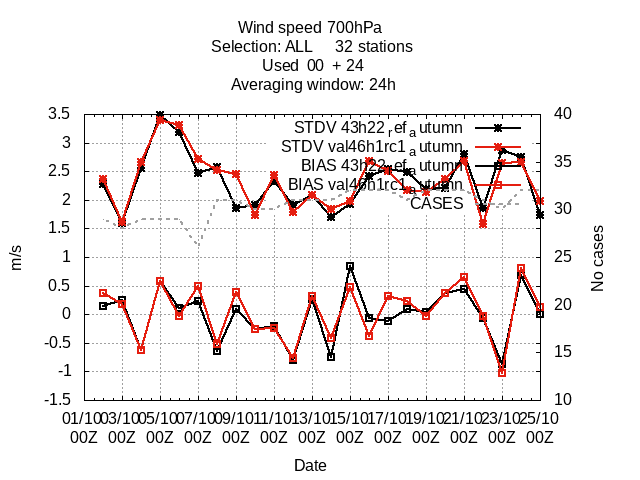 Wind speed 700hPa
Selection: ALL 32 stations
Used 00 + 24
Averaging window: 24h
3.5
3
2.5
2
1.5
1
0.5
0
-0.5
-1
-1.5
m/s
40
35
30
25
20
15
10
No cases
STDV 43h22refautumn
STDV val46h1rc1autumn
BIAS 43h22refautumn
BIAS val46h1rc1autumn
CASES
01/10 03/10 05/10 07/10 09/10 11/10 13/10 15/10 17/10 19/10 21/10 23/10 25/10
00Z 00Z 00Z 00Z 00Z 00Z 00Z 00Z 00Z 00Z 00Z 00Z 00Z
Date